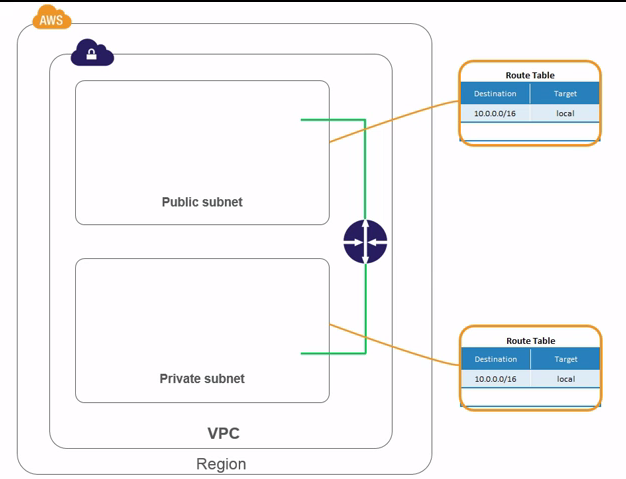 AWS
Public subnet
Private subnet
VPC
Region
Route Table
Destination Target
10.0.0.0/16 local
Route Table
Destination Target
10.0.0.0/16 local